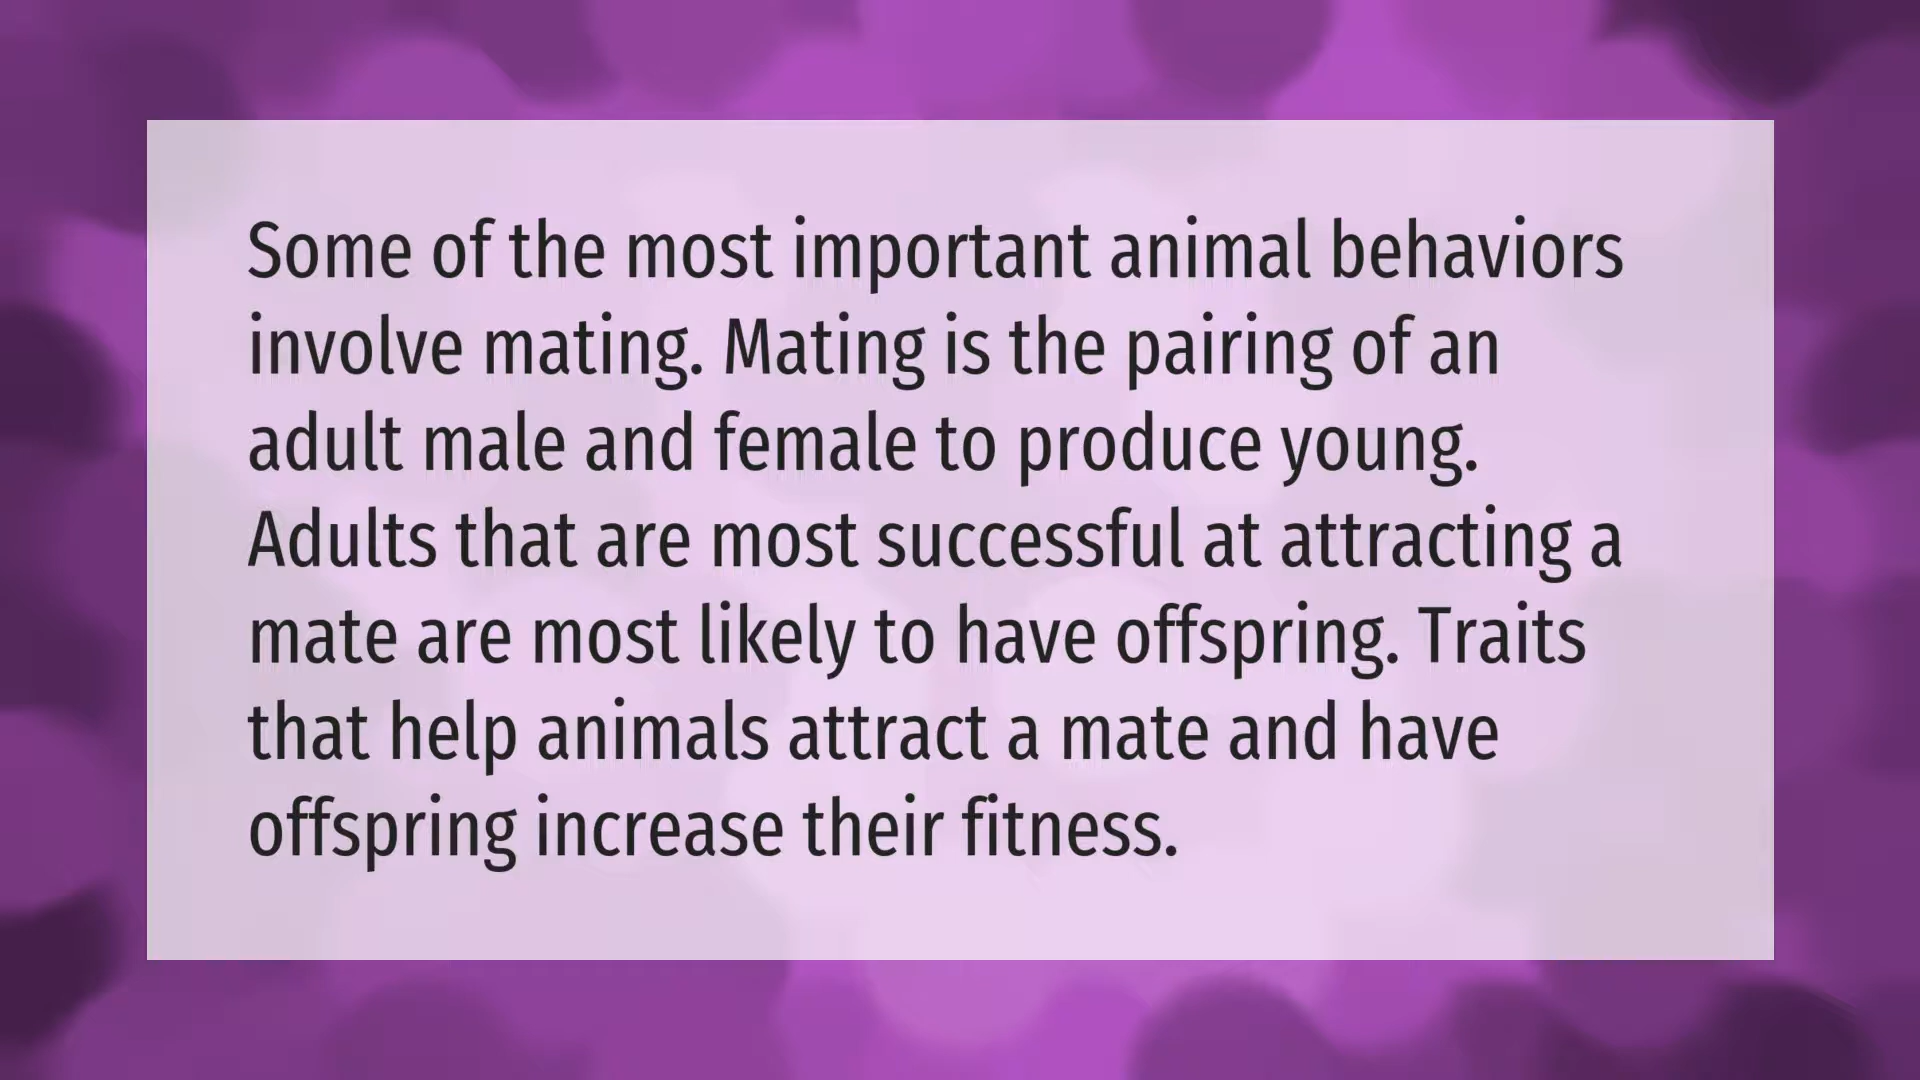 Some of the most important animal behaviors
involve mating. Mating is the pairing of an
adult male and female to produce young.
Adults that are most successful at attracting a
mate are most likely to have offspring. Traits
that help animals attract a mate and have
offspring increase their fitness.